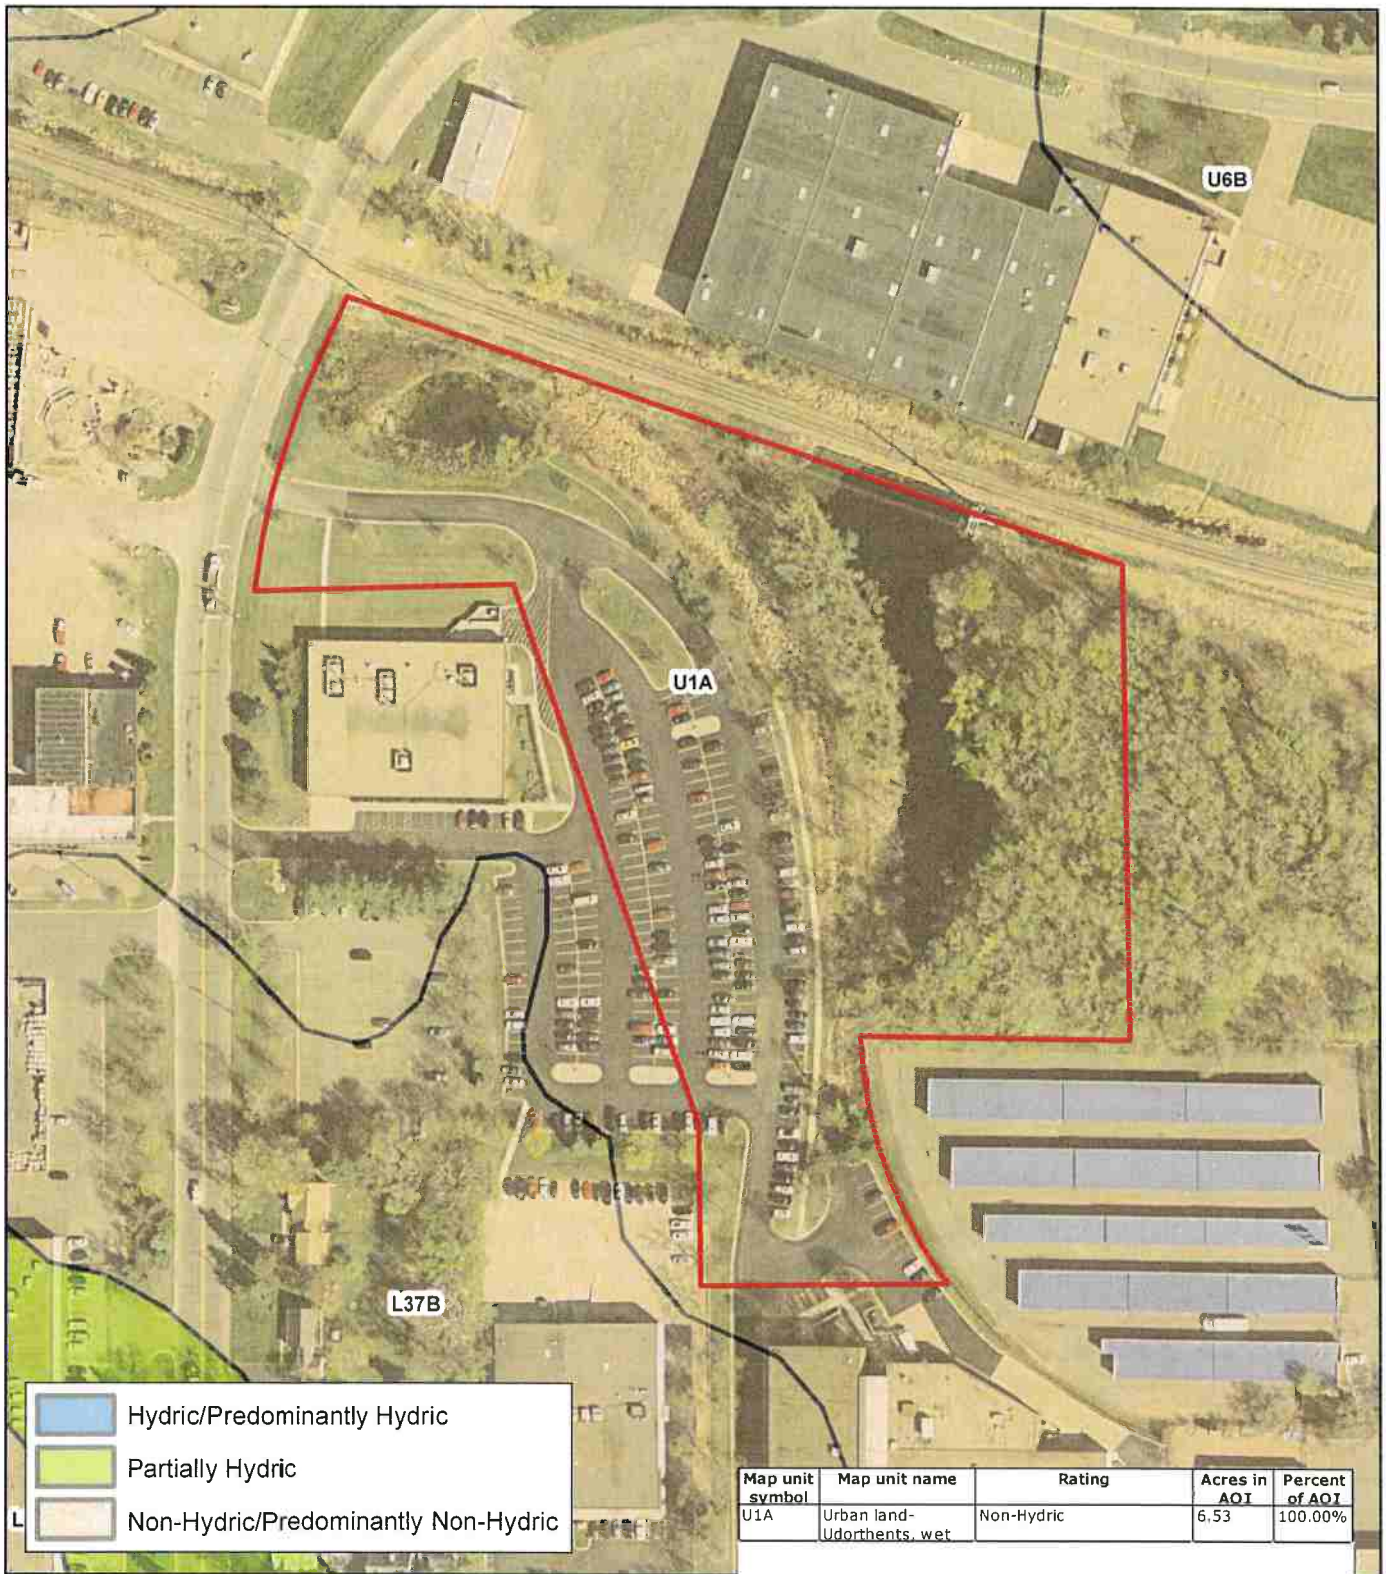 U6B
U1A
L37B
Hydric/Predominantly Hydric
Partially Hydric
Non-Hydric/Predominantly Non-Hydric
L
Map unit symbol Map unit name Rating Acres in AOI Percent of AOI
U1A Urban land-Udorthents, wet Non-Hydric 6.53 100.00%